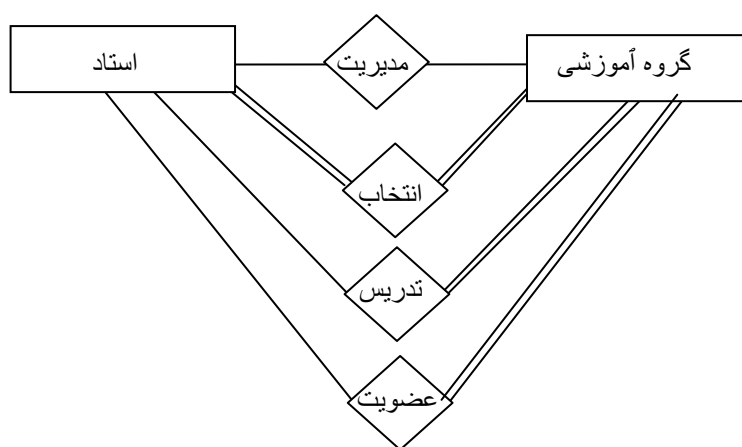 گروه آموزشی
مدیریت
استاد
انتخاب
تدریس
عضویت